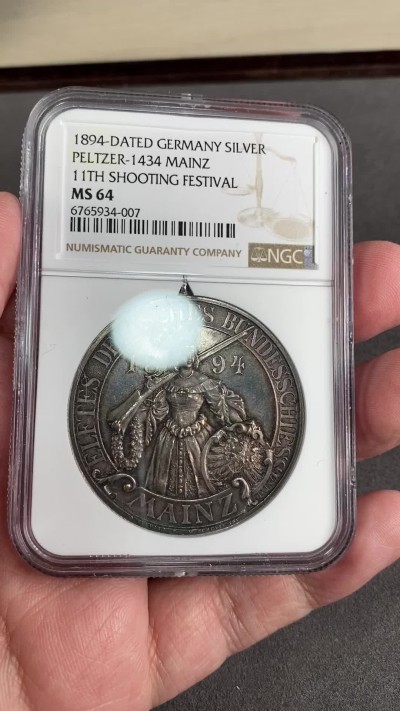 1894-DATED GERMANY SILVER
PELTZER-1434 MAINZ
11TH SHOOTING FESTIVAL
MS 64
6765934-007
NUMISMATIC GUARANTY COMPANY
NGC
ELFTES BUNDESSCHIESSEN
94
MAINZ